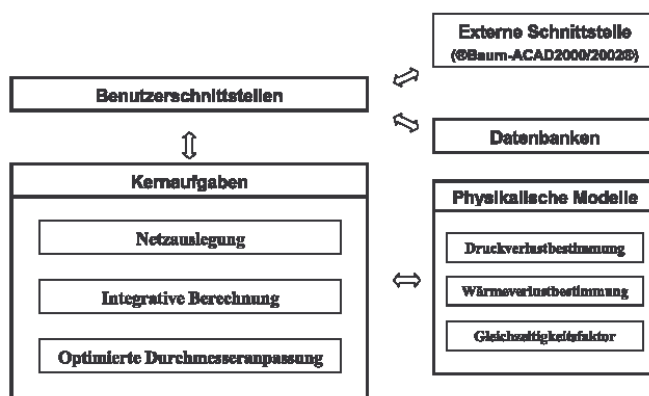 Externe Schnittstelle
(®Baum-ACAD2000/2002®)
Benutzerschnittstellen
Datenbanken
Kernaufgaben
Netzauslegung
Integrative Berechnung
Optimierte Durchmesseranpassung
Physikalische Modelle
Druckverlustbestimmung
Wärmeverlustbestimmung
Gleichzeitigkeitsfaktor